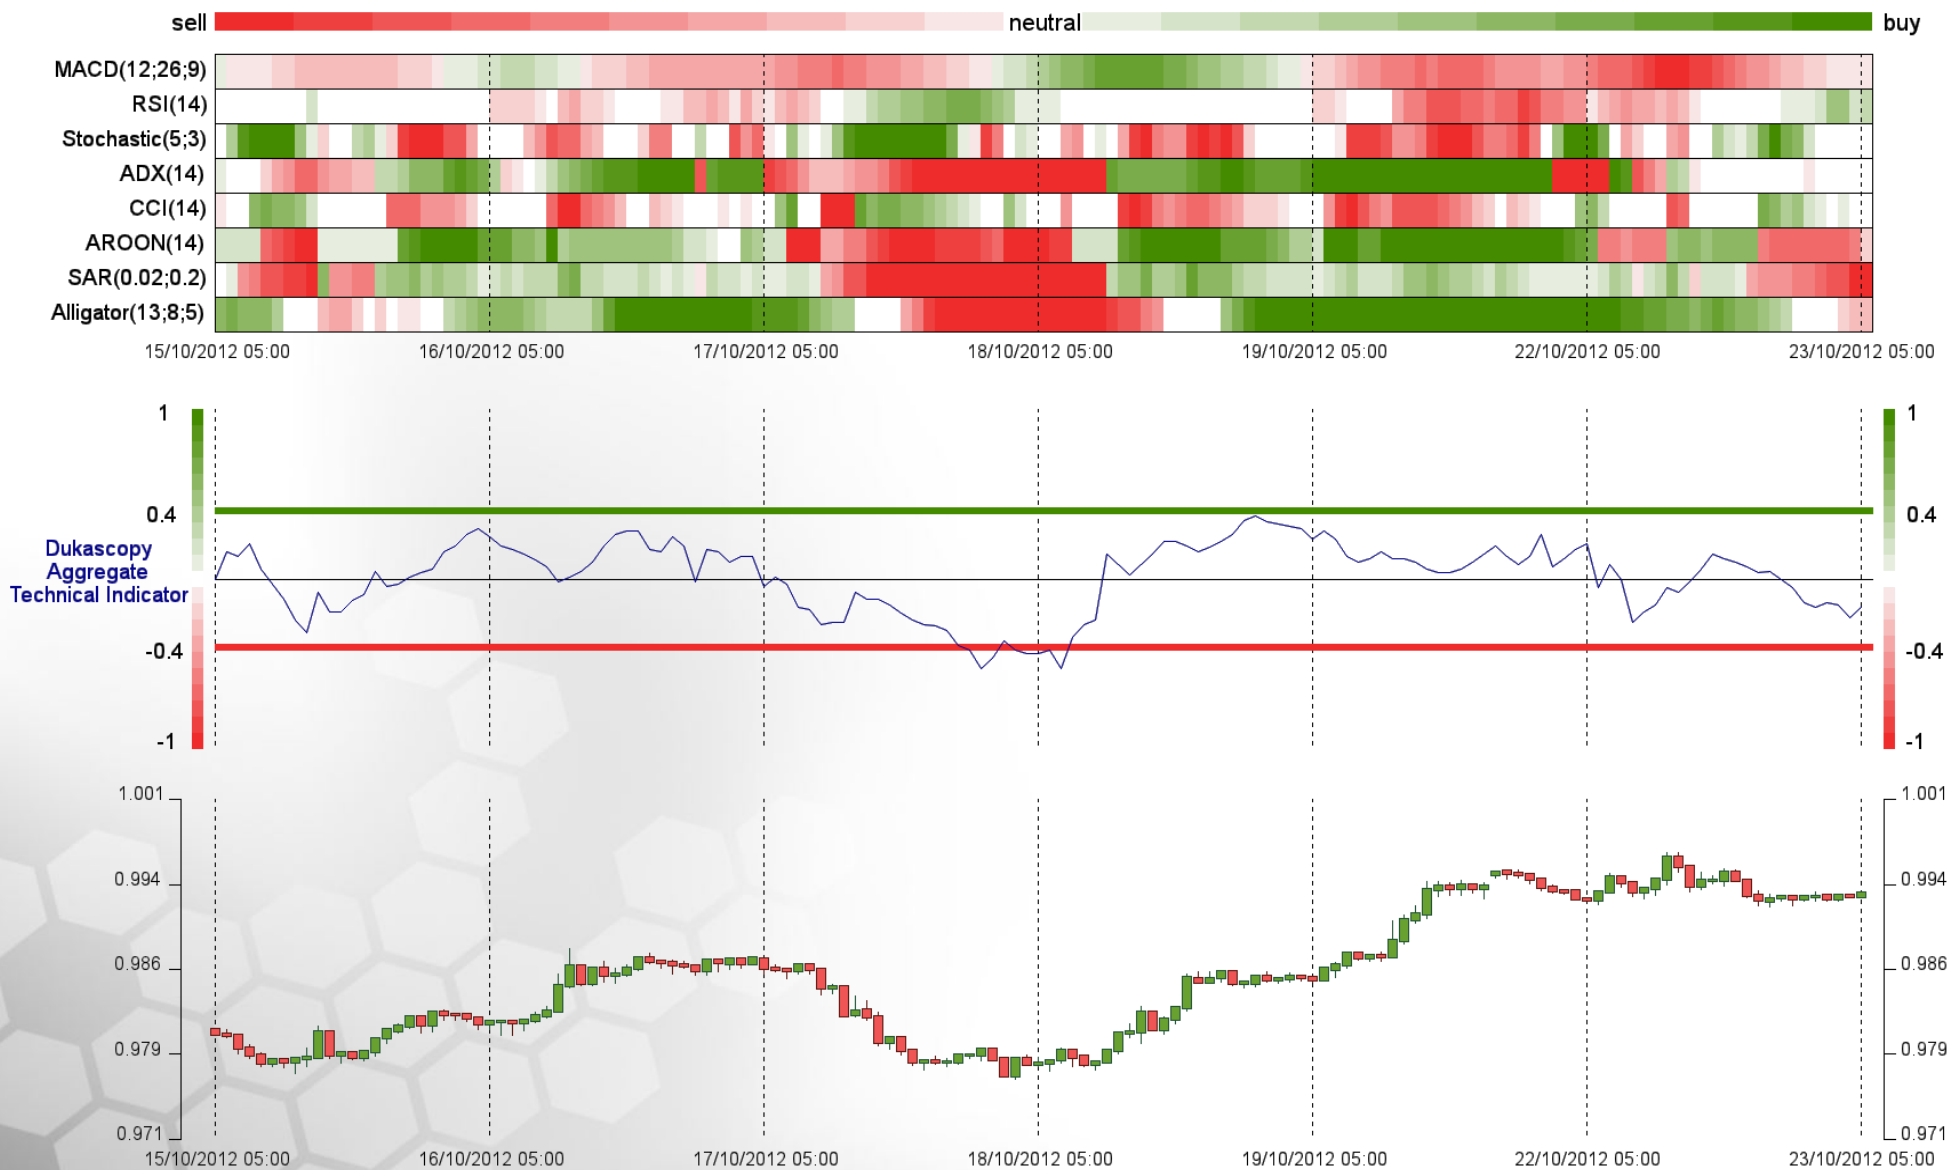 sell neutral buy
MACD(12;26;9)
RSI(14)
Stochastic(5;3)
ADX(14)
CCI(14)
AROON(14)
SAR(0.02;0.2)
Alligator(13;8;5)
15/10/2012 05:00 16/10/2012 05:00 17/10/2012 05:00 18/10/2012 05:00 19/10/2012 05:00 22/10/2012 05:00 23/10/2012 05:00
1 1
0.4 0.4
Dukascopy
Aggregate
Technical Indicator
-0.4 -0.4
-1 -1
1.001 1.001
0.994 0.994
0.986 0.986
0.979 0.979
0.971 0.971
15/10/2012 05:00 16/10/2012 05:00 17/10/2012 05:00 18/10/2012 05:00 19/10/2012 05:00 22/10/2012 05:00 23/10/2012 05:00